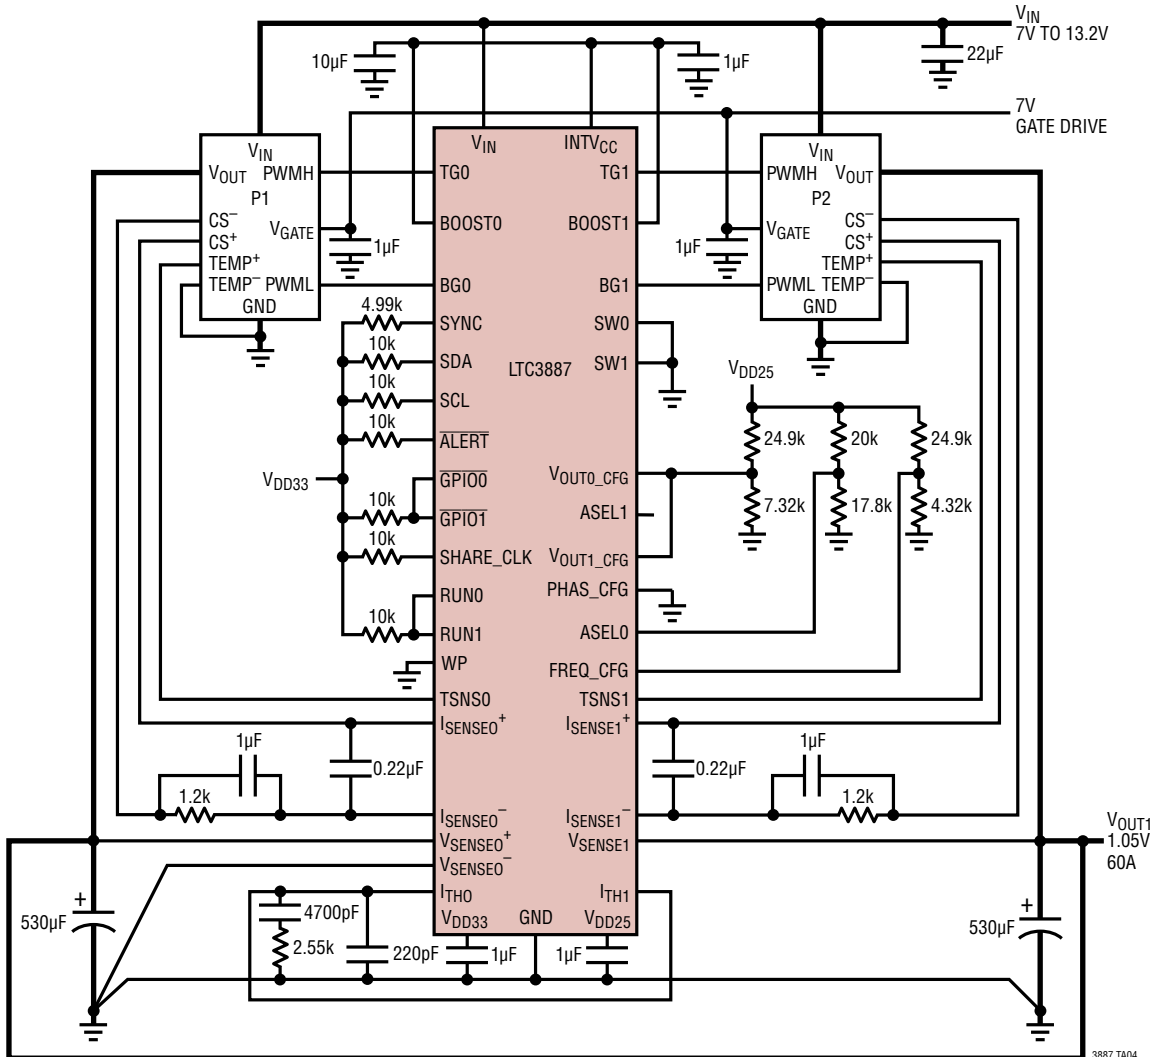 V_IN
7V TO 13.2V
10µF
1µF
22µF
7V
GATE DRIVE
V_IN
V_OUT PWMH
P1
CS⁻
CS⁺
V_GATE
TEMP⁺
TEMP⁻ PWML
GND
1µF
V_IN INTV_CC
TG0 TG1
BOOST0 BOOST1
BG0 BG1
SYNC SW0
SDA SW1
LTC3887
SCL
ALERT
GPIO0 V_OUT0_CFG
GPIO1 ASEL1
SHARE_CLK V_OUT1_CFG
RUN0 PHAS_CFG
RUN1 ASEL0
WP FREQ_CFG
TSNS0 TSNS1
I_SENSE0⁺ I_SENSE1⁺
I_SENSE0⁻ I_SENSE1⁻
V_SENSE0⁺ V_SENSE1
V_SENSE0⁻
I_TH0 I_TH1
V_DD33 GND V_DD25
V_IN
PWMH V_OUT
P2
CS⁻
V_GATE CS⁺
TEMP⁺
PWML TEMP⁻
GND
1µF
4.99k
10k
10k
10k
V_DD33
10k
10k
10k
V_DD25
24.9k 20k 24.9k
7.32k 17.8k 4.32k
1µF
1.2k
0.22µF
0.22µF
1µF
1.2k
V_OUT1
1.05V
60A
530µF
+
4700pF
2.55k
220pF
1µF
1µF
530µF
+
3887 TA04